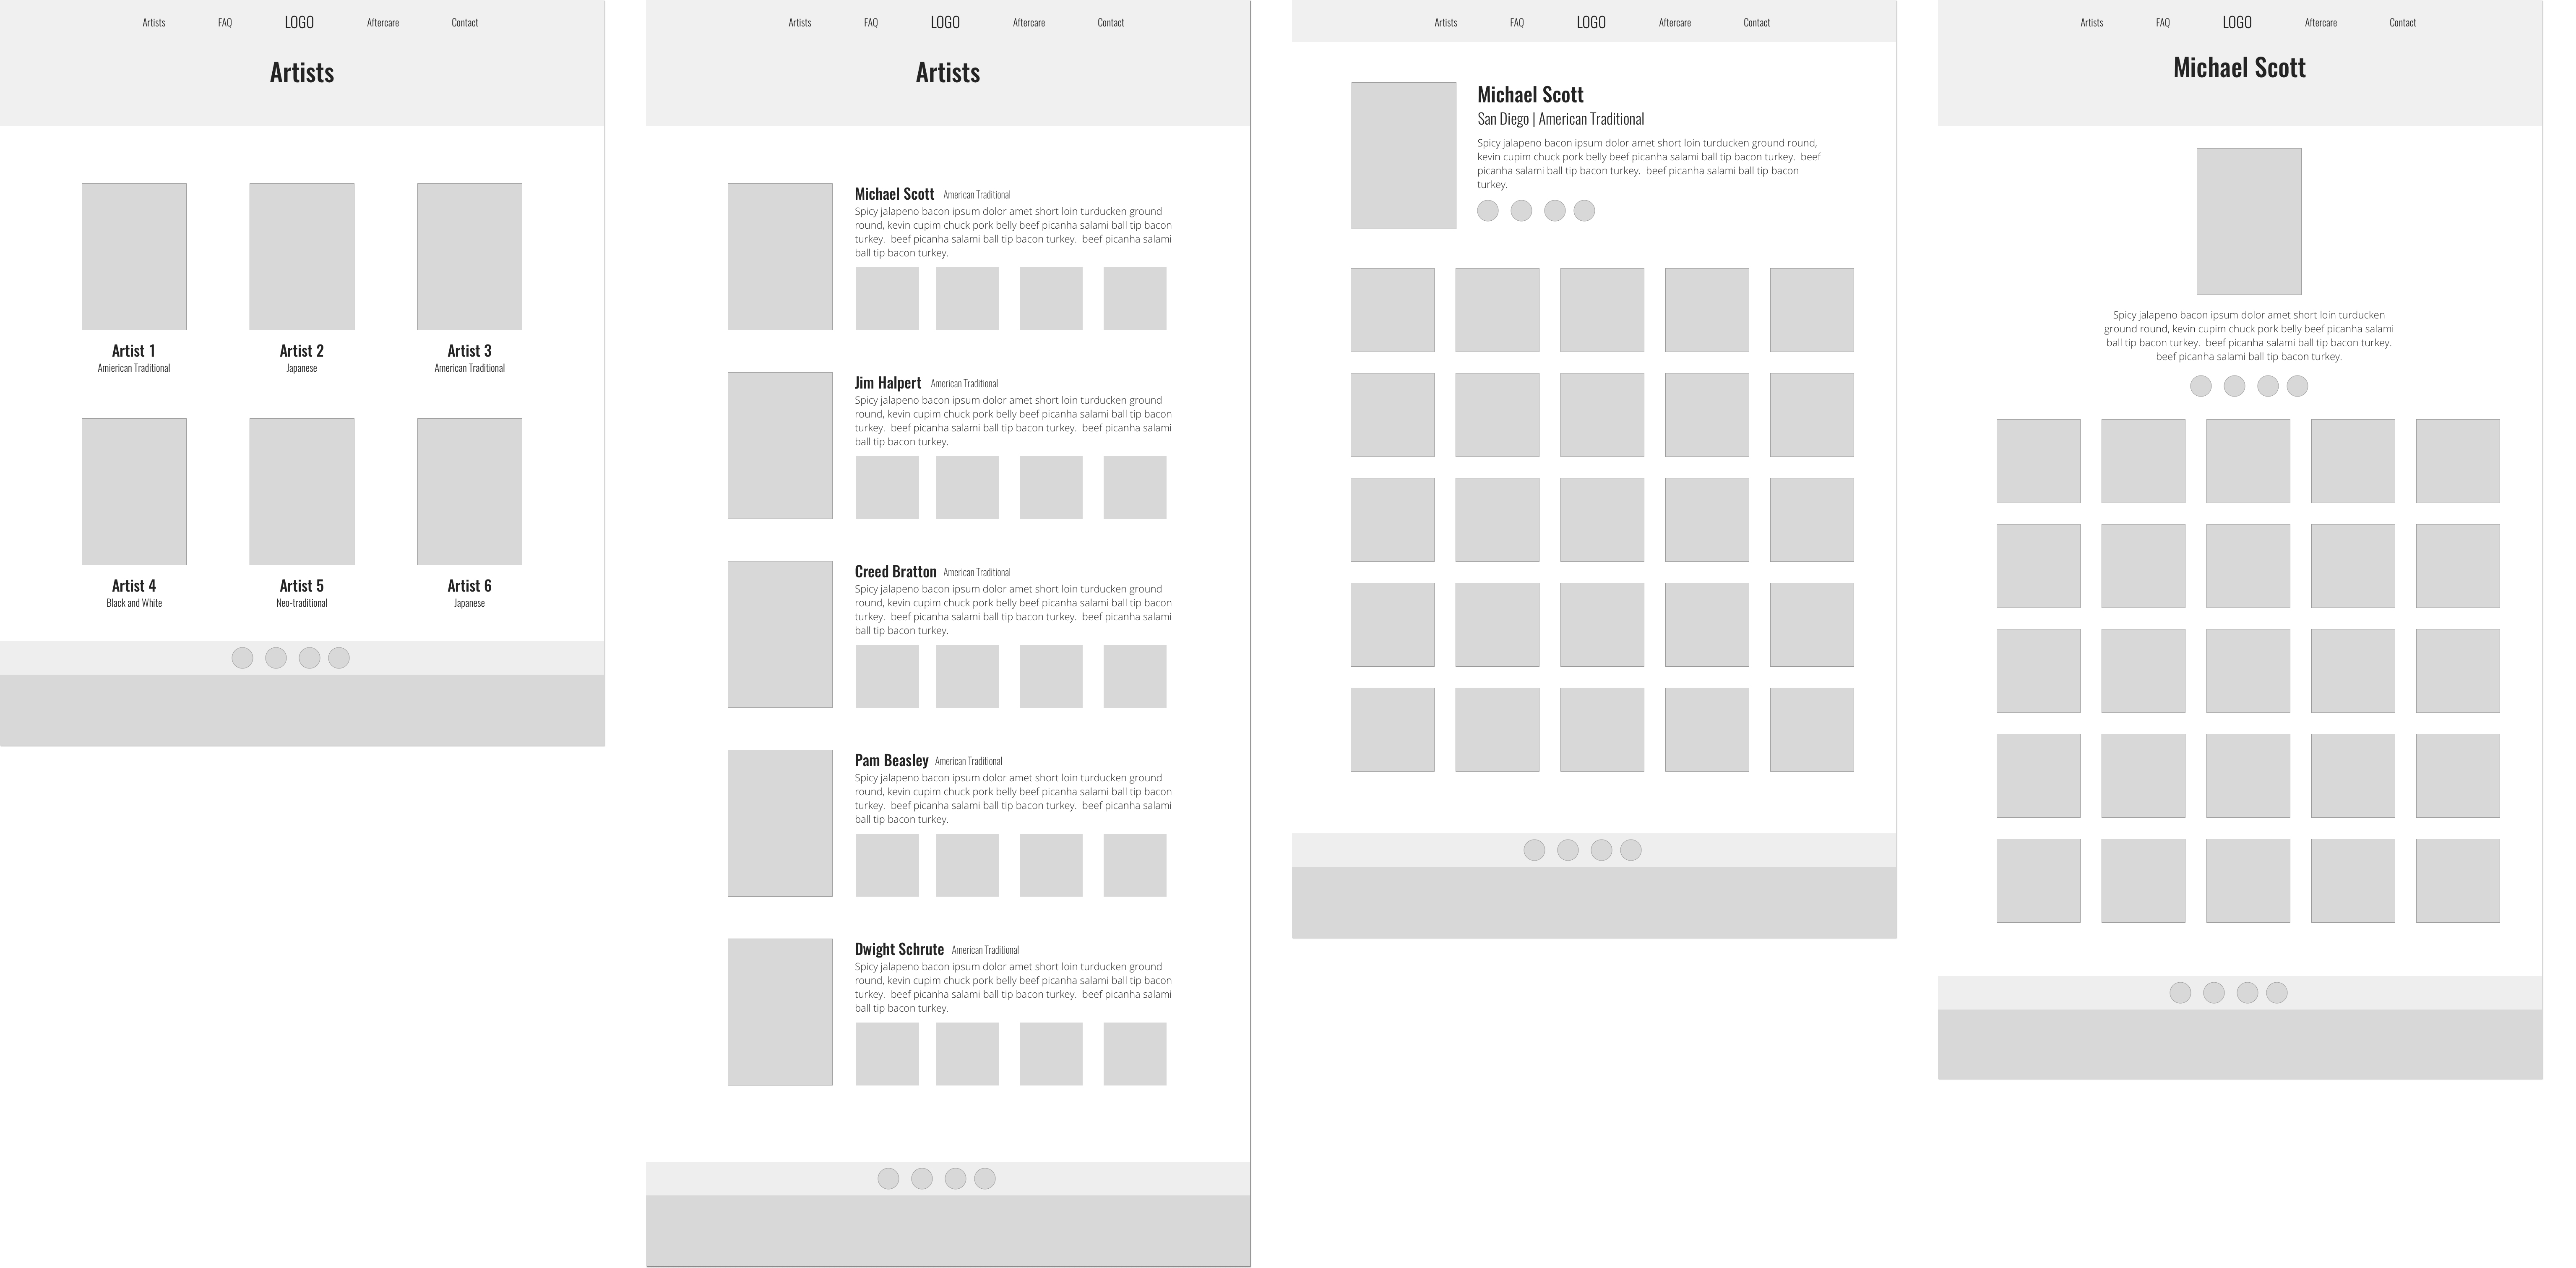 Artists FAQ LOGO Aftercare Contact
Artists
Artist 1
Amierican Traditional
Artist 2
Japanese
Artist 3
American Traditional
Artist 4
Black and White
Artist 5
Neo-traditional
Artist 6
Japanese
Artists FAQ LOGO Aftercare Contact
Artists
Michael Scott American Traditional
Spicy jalapeno bacon ipsum dolor amet short loin turducken ground
round, kevin cupim chuck pork belly beef picanha salami ball tip bacon
turkey.  beef picanha salami ball tip bacon turkey.  beef picanha salami
ball tip bacon turkey.
Jim Halpert American Traditional
Spicy jalapeno bacon ipsum dolor amet short loin turducken ground
round, kevin cupim chuck pork belly beef picanha salami ball tip bacon
turkey.  beef picanha salami ball tip bacon turkey.  beef picanha salami
ball tip bacon turkey.
Creed Bratton American Traditional
Spicy jalapeno bacon ipsum dolor amet short loin turducken ground
round, kevin cupim chuck pork belly beef picanha salami ball tip bacon
turkey.  beef picanha salami ball tip bacon turkey.  beef picanha salami
ball tip bacon turkey.
Pam Beasley American Traditional
Spicy jalapeno bacon ipsum dolor amet short loin turducken ground
round, kevin cupim chuck pork belly beef picanha salami ball tip bacon
turkey.  beef picanha salami ball tip bacon turkey.  beef picanha salami
ball tip bacon turkey.
Dwight Schrute American Traditional
Spicy jalapeno bacon ipsum dolor amet short loin turducken ground
round, kevin cupim chuck pork belly beef picanha salami ball tip bacon
turkey.  beef picanha salami ball tip bacon turkey.  beef picanha salami
ball tip bacon turkey.
Artists FAQ LOGO Aftercare Contact
Michael Scott
San Diego | American Traditional
Spicy jalapeno bacon ipsum dolor amet short loin turducken ground round,
kevin cupim chuck pork belly beef picanha salami ball tip bacon turkey.  beef
picanha salami ball tip bacon turkey.  beef picanha salami ball tip bacon
turkey.
Artists FAQ LOGO Aftercare Contact
Michael Scott
Spicy jalapeno bacon ipsum dolor amet short loin turducken
ground round, kevin cupim chuck pork belly beef picanha salami
ball tip bacon turkey.  beef picanha salami ball tip bacon turkey.
beef picanha salami ball tip bacon turkey.